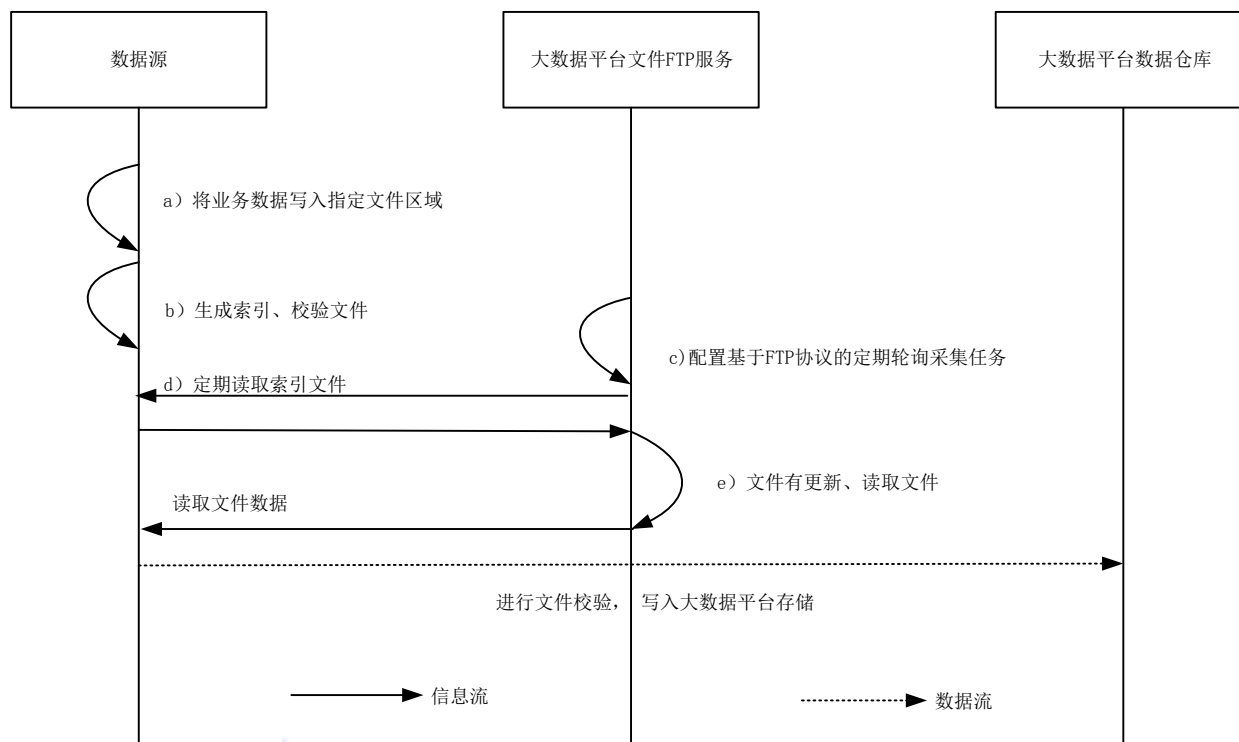 数据源
大数据平台文件FTP服务
大数据平台数据仓库
a）将业务数据写入指定文件区域
b）生成索引、校验文件
c)配置基于FTP协议的定期轮询采集任务
d）定期读取索引文件
e）文件有更新、读取文件
读取文件数据
进行文件校验， 写入大数据平台存储
信息流
数据流